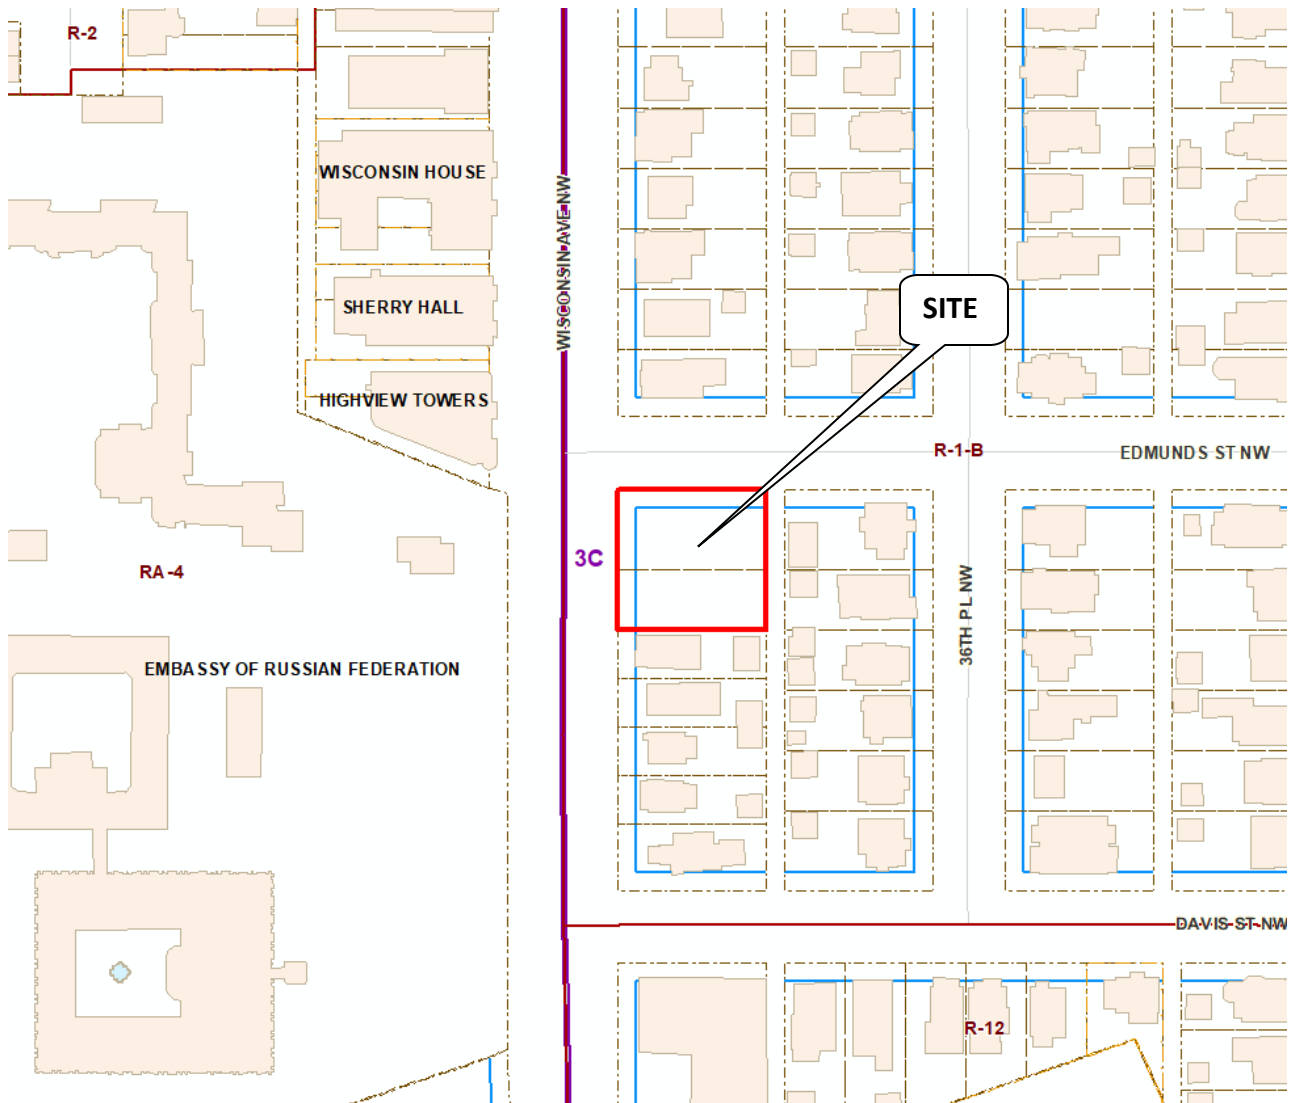 R-2
WISCONSIN HOUSE
WISCONSIN AVE NW
SHERRY HALL
SITE
HIGHVIEW TOWERS
R-1-B
EDMUNDS ST NW
3C
RA-4
36TH PL NW
EMBASSY OF RUSSIAN FEDERATION
DAVIS ST NW
R-12